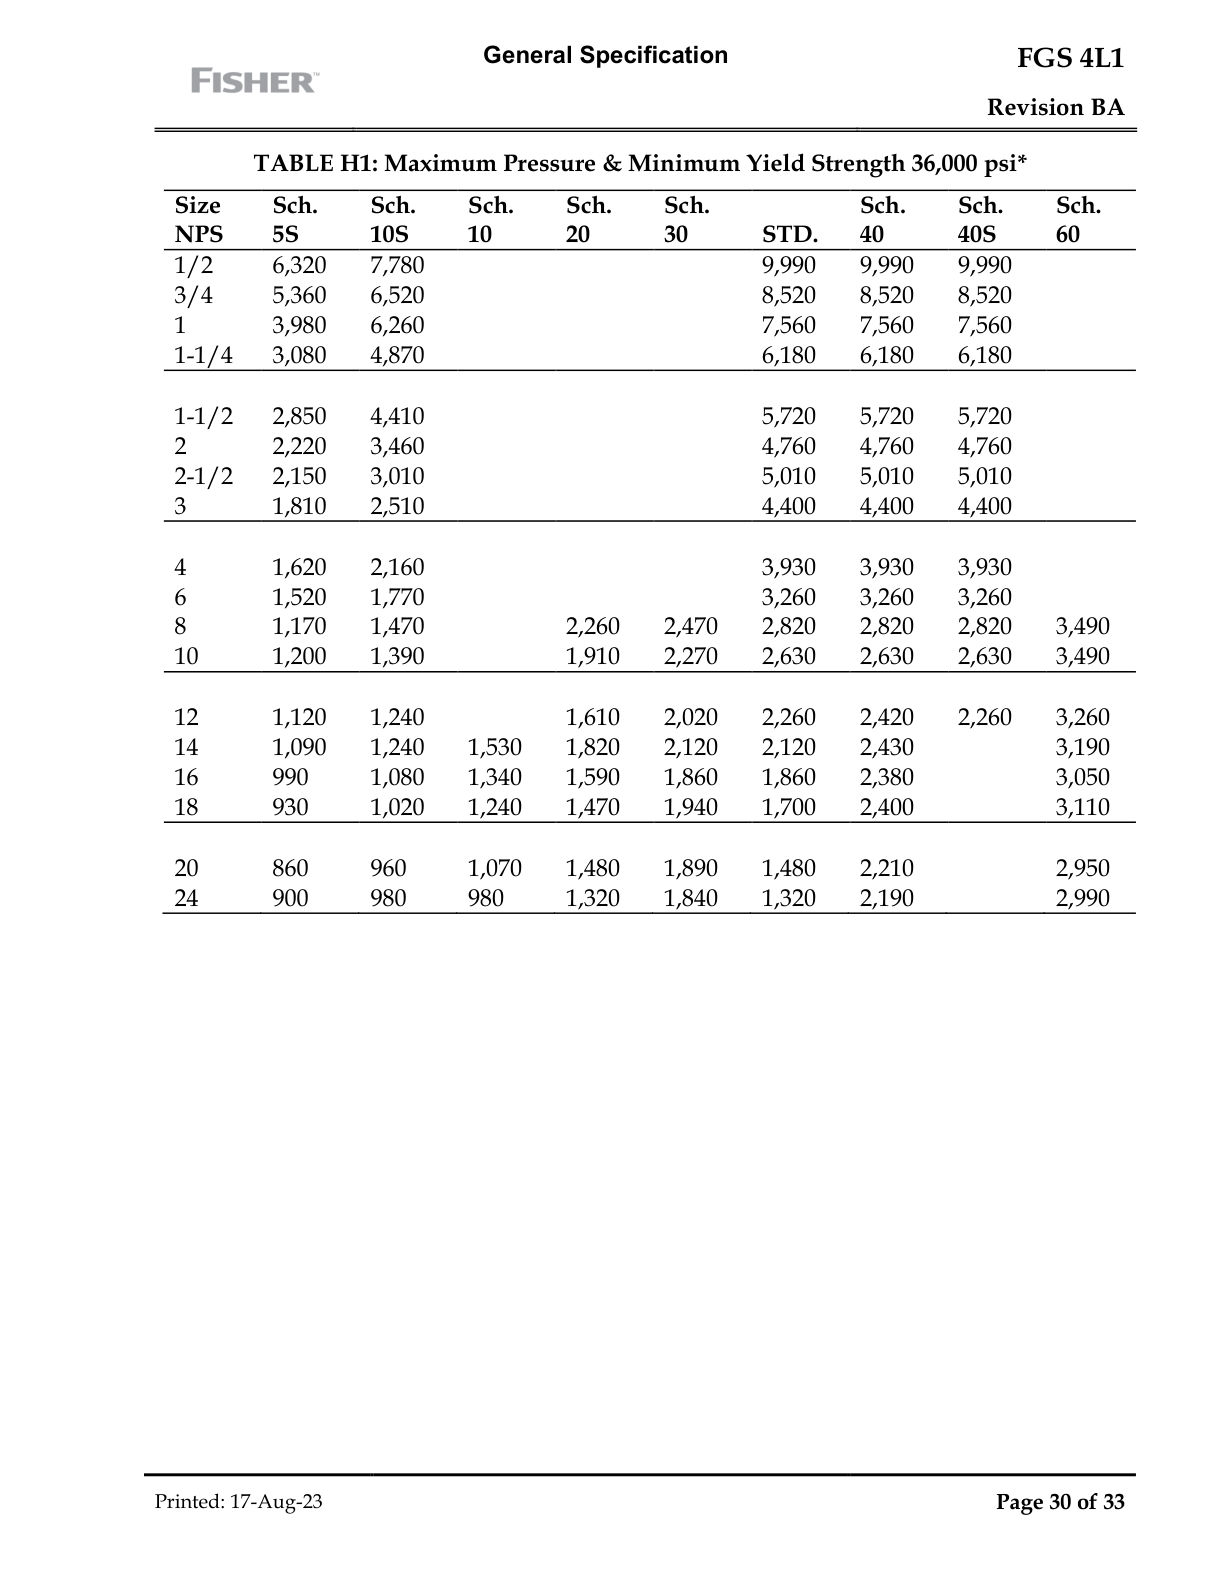 General Specification
FGS 4L1
FISHER™
Revision BA
TABLE H1: Maximum Pressure & Minimum Yield Strength 36,000 psi*
Size Sch. Sch. Sch. Sch. Sch. Sch. Sch. Sch.
NPS 5S 10S 10 20 30 STD. 40 40S 60
1/2 6,320 7,780 9,990 9,990 9,990
3/4 5,360 6,520 8,520 8,520 8,520
1 3,980 6,260 7,560 7,560 7,560
1-1/4 3,080 4,870 6,180 6,180 6,180
1-1/2 2,850 4,410 5,720 5,720 5,720
2 2,220 3,460 4,760 4,760 4,760
2-1/2 2,150 3,010 5,010 5,010 5,010
3 1,810 2,510 4,400 4,400 4,400
4 1,620 2,160 3,930 3,930 3,930
6 1,520 1,770 3,260 3,260 3,260
8 1,170 1,470 2,260 2,470 2,820 2,820 2,820 3,490
10 1,200 1,390 1,910 2,270 2,630 2,630 2,630 3,490
12 1,120 1,240 1,610 2,020 2,260 2,420 2,260 3,260
14 1,090 1,240 1,530 1,820 2,120 2,120 2,430 3,190
16 990 1,080 1,340 1,590 1,860 1,860 2,380 3,050
18 930 1,020 1,240 1,470 1,940 1,700 2,400 3,110
20 860 960 1,070 1,480 1,890 1,480 2,210 2,950
24 900 980 980 1,320 1,840 1,320 2,190 2,990
Printed: 17-Aug-23 Page 30 of 33